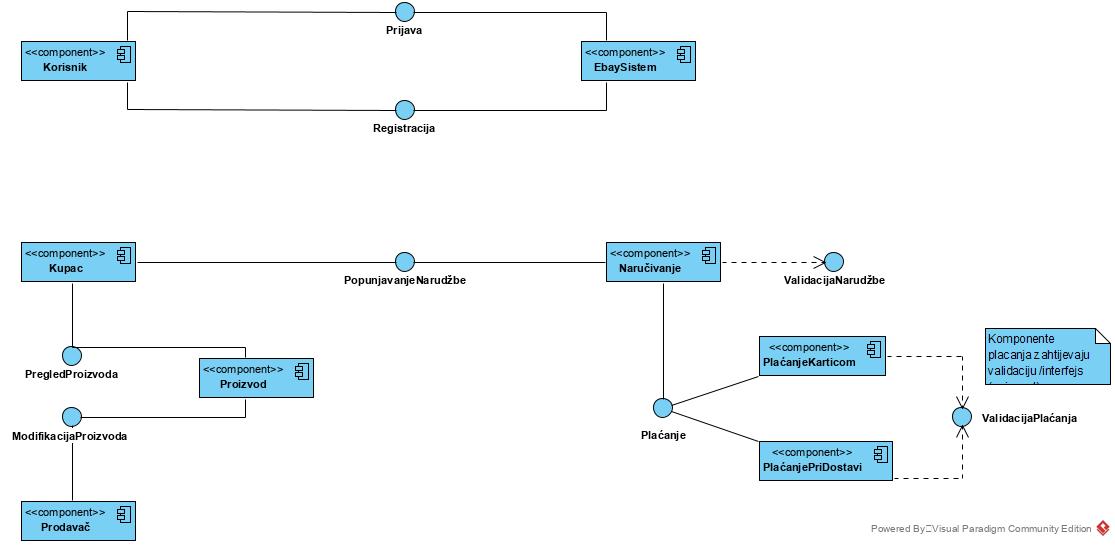 Prijava
<<component>>
Korisnik
<<component>>
EbaySistem
Registracija
<<component>>
Kupac
PopunjavanjeNarudžbe
<<component>>
Naručivanje
ValidacijaNarudžbe
PregledProizvoda
<<component>>
Proizvod
ModifikacijaProizvoda
<<component>>
Prodavač
Plaćanje
<<component>>
PlaćanjeKarticom
<<component>>
PlaćanjePriDostavi
Komponente
placanja zahtijevaju
validaciju /interfejs
ValidacijaPlaćanja
Powered By Visual Paradigm Community Edition